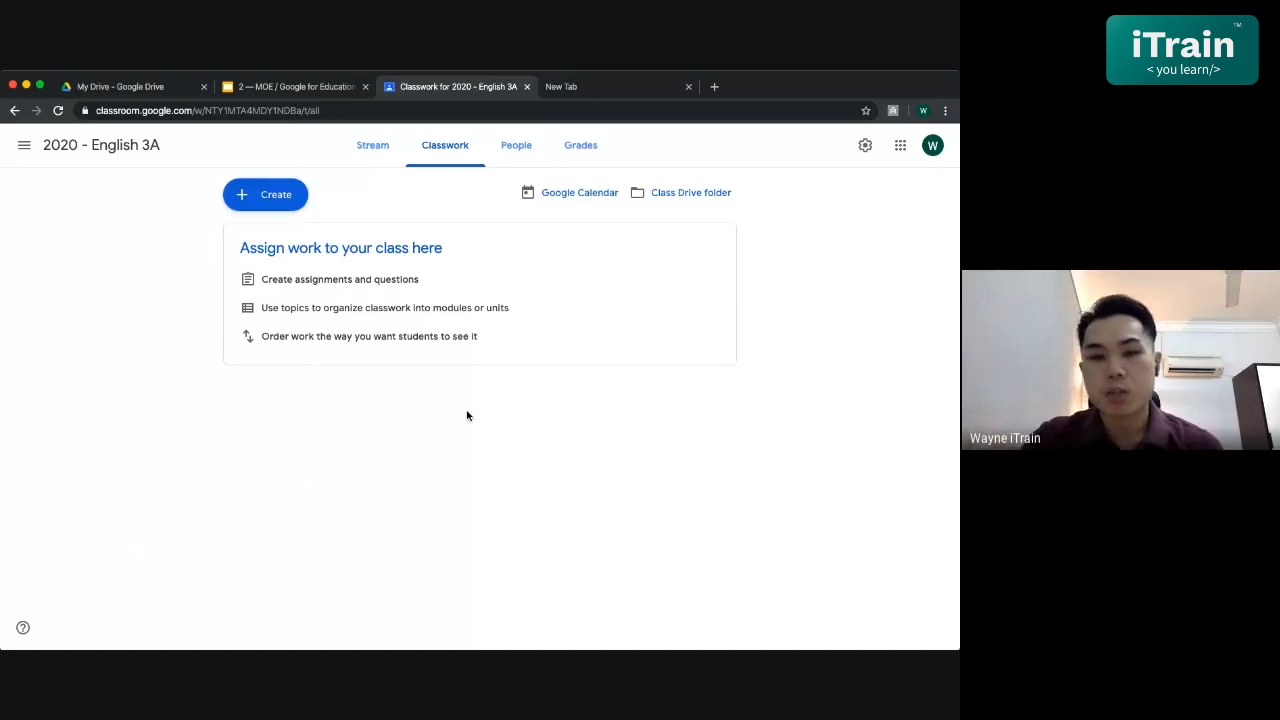 iTrain™
< you learn/>
My Drive - Google Drive
2 — MOE / Google for Education
Classwork for 2020 - English 3A
New Tab
classroom.google.com/w/NTY1MTA4MDY1NDBa/t/all
W
2020 - English 3A
Stream
Classwork
People
Grades
W
Create
Google Calendar
Class Drive folder
Assign work to your class here
Create assignments and questions
Use topics to organize classwork into modules or units
Order work the way you want students to see it
Wayne iTrain